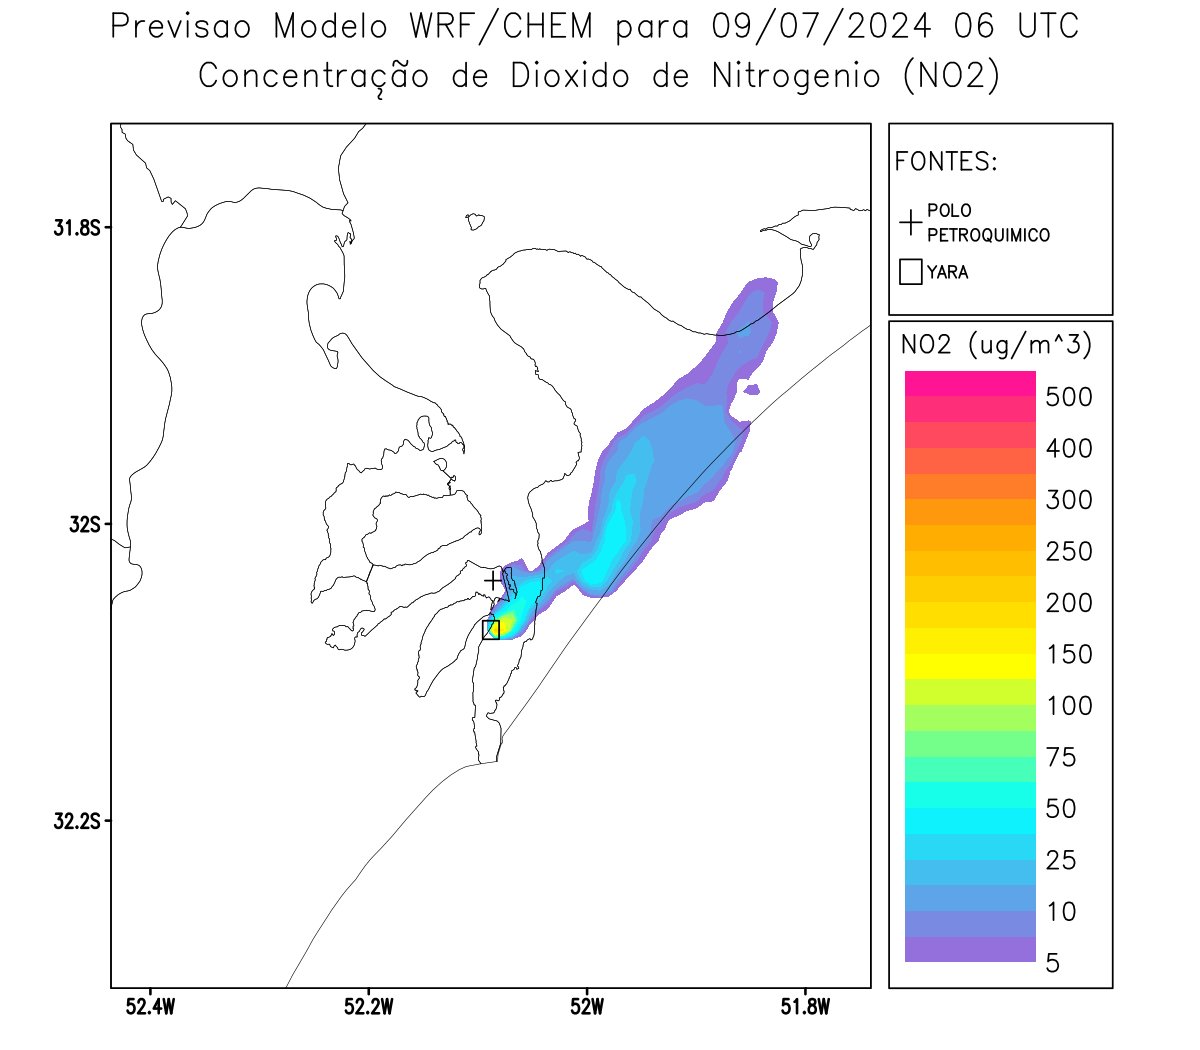 Previsao Modelo WRF/CHEM para 09/07/2024 06 UTC
Concentração de Dioxido de Nitrogenio (NO2)
FONTES:
POLO
PETROQUIMICO
YARA
NO2 (ug/m^3)
500
400
300
250
200
150
100
75
50
25
10
5
31.8S
32S
32.2S
52.4W
52.2W
52W
51.8W